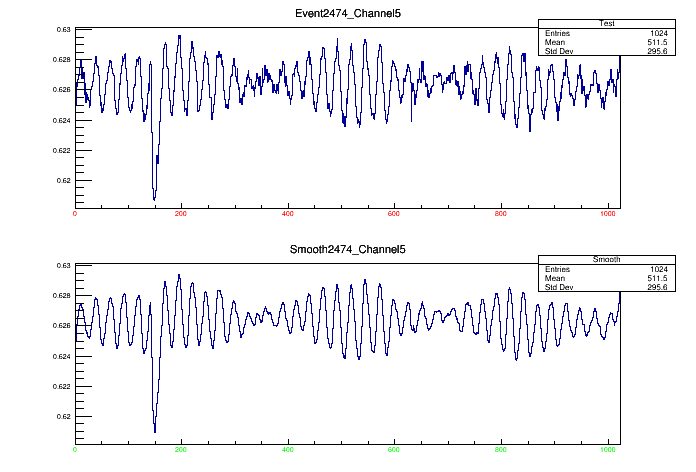 Event2474_Channel5
Test
Entries 1024
Mean 511.5
Std Dev 295.6
0.63
0.628
0.626
0.624
0.622
0.62
0 200 400 600 800 1000
Smooth2474_Channel5
Smooth
Entries 1024
Mean 511.5
Std Dev 295.6
0.63
0.628
0.626
0.624
0.622
0.62
0 200 400 600 800 1000